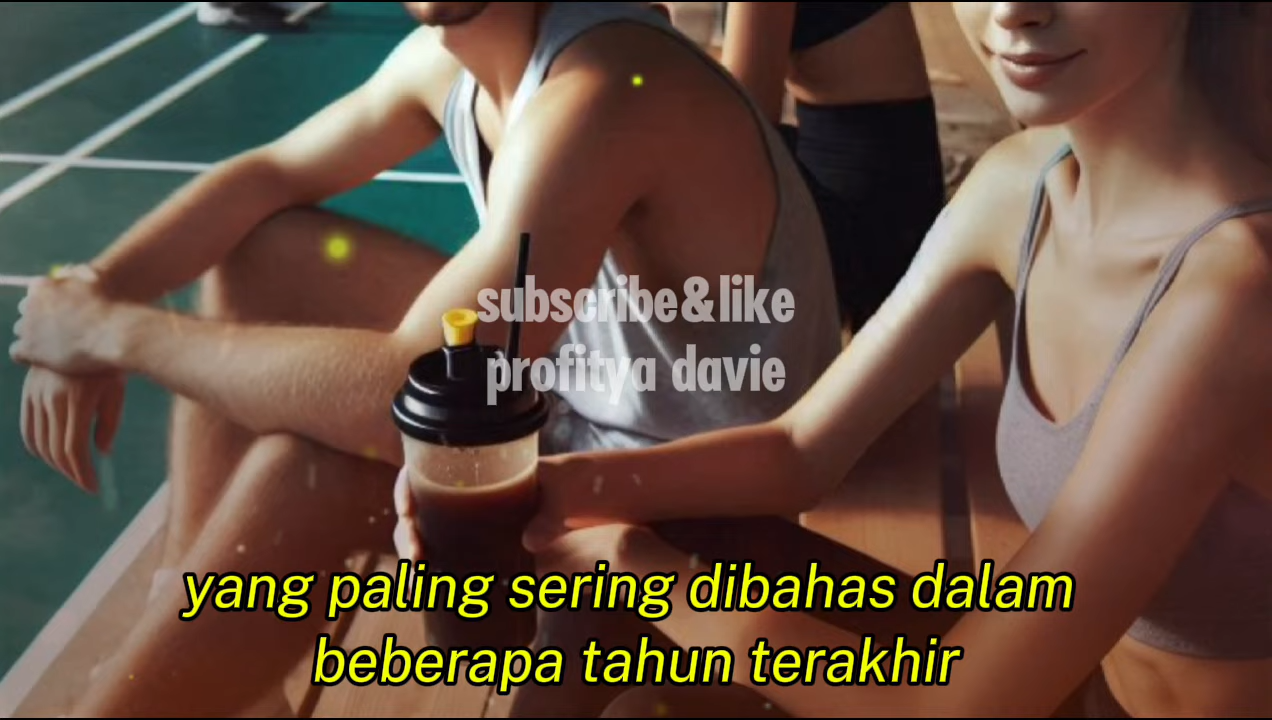 subscribe&like
profitya davie
yang paling sering dibahas dalam
beberapa tahun terakhir